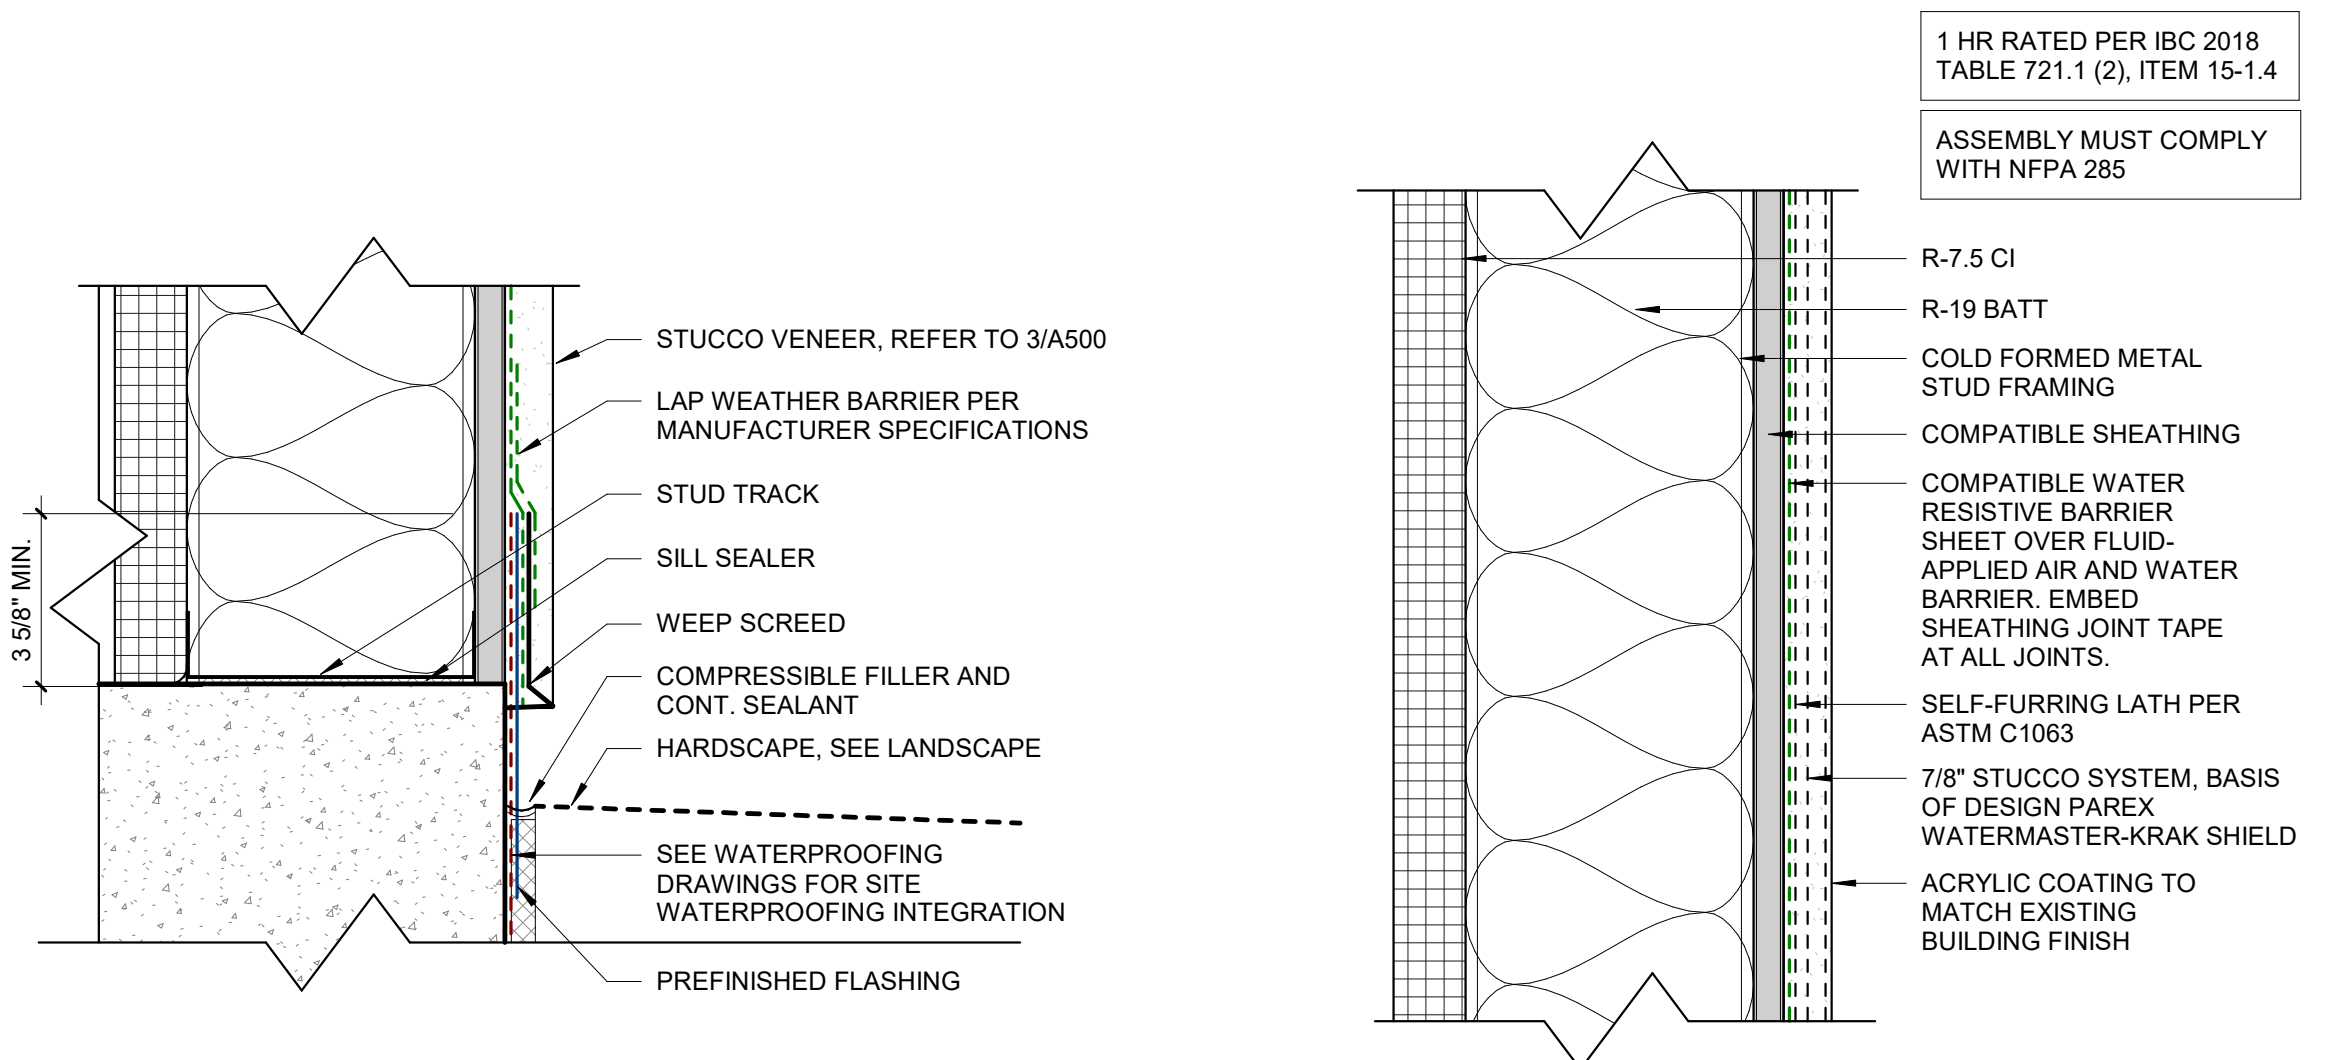 3 5/8" MIN.
STUCCO VENEER, REFER TO 3/A500
LAP WEATHER BARRIER PER
MANUFACTURER SPECIFICATIONS
STUD TRACK
SILL SEALER
WEEP SCREED
COMPRESSIBLE FILLER AND
CONT. SEALANT
HARDSCAPE, SEE LANDSCAPE
SEE WATERPROOFING
DRAWINGS FOR SITE
WATERPROOFING INTEGRATION
PREFINISHED FLASHING
1 HR RATED PER IBC 2018
TABLE 721.1 (2), ITEM 15-1.4
ASSEMBLY MUST COMPLY
WITH NFPA 285
R-7.5 CI
R-19 BATT
COLD FORMED METAL
STUD FRAMING
COMPATIBLE SHEATHING
COMPATIBLE WATER
RESISTIVE BARRIER
SHEET OVER FLUID-
APPLIED AIR AND WATER
BARRIER. EMBED
SHEATHING JOINT TAPE
AT ALL JOINTS.
SELF-FURRING LATH PER
ASTM C1063
7/8" STUCCO SYSTEM, BASIS
OF DESIGN PAREX
WATERMASTER-KRAK SHIELD
ACRYLIC COATING TO
MATCH EXISTING
BUILDING FINISH